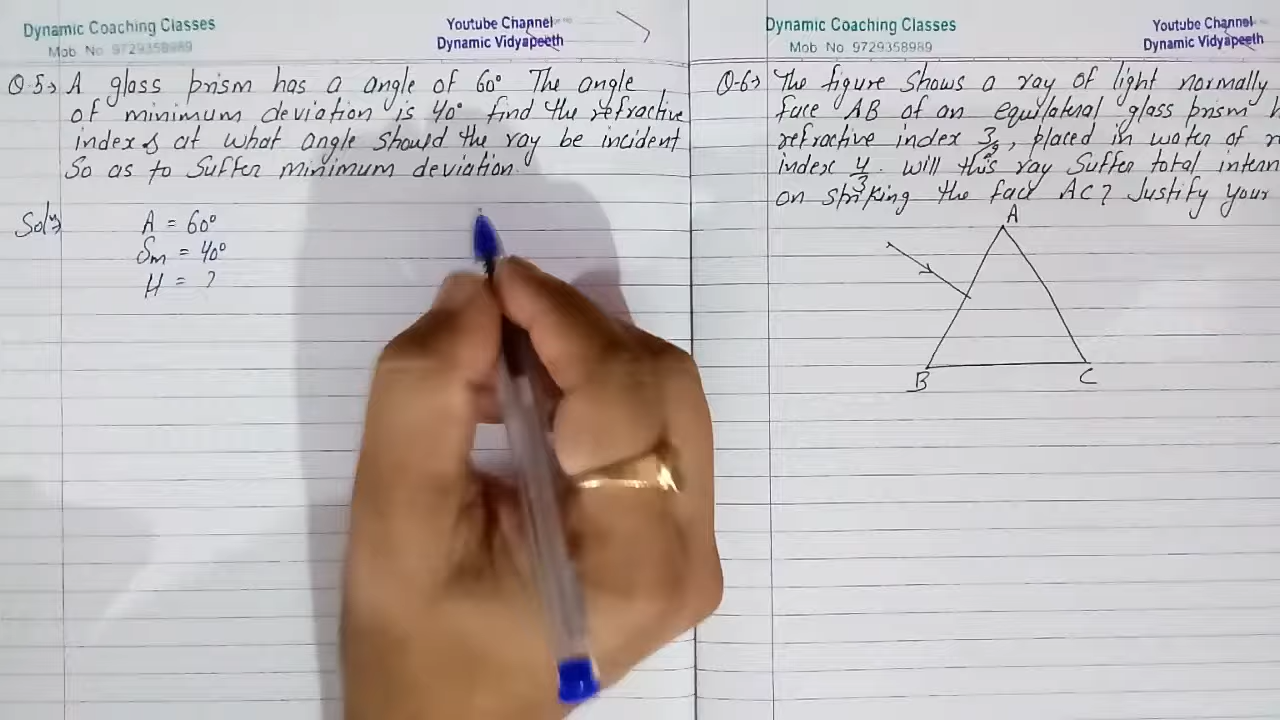 Dynamic Coaching Classes
Mob No 9729358989
Youtube Channel
Dynamic Vidyapeeth
Q.5→ A glass prism has a angle of 60° The angle
of minimum deviation is 40° find the refractive
index & at what angle should the ray be incident
So as to Suffer minimum deviation.
Soln→
A = 60°
δm = 40°
μ = ?
Dynamic Coaching Classes
Mob No 9729358989
Youtube Channel
Dynamic Vidyapeeth
Q.6→ The figure shows a ray of light normally
face AB of an equilateral glass prism
refractive index 3/2, placed in water of
index 4/3. will this ray Suffer total
on striking the face AC? Justify your
A
B
C